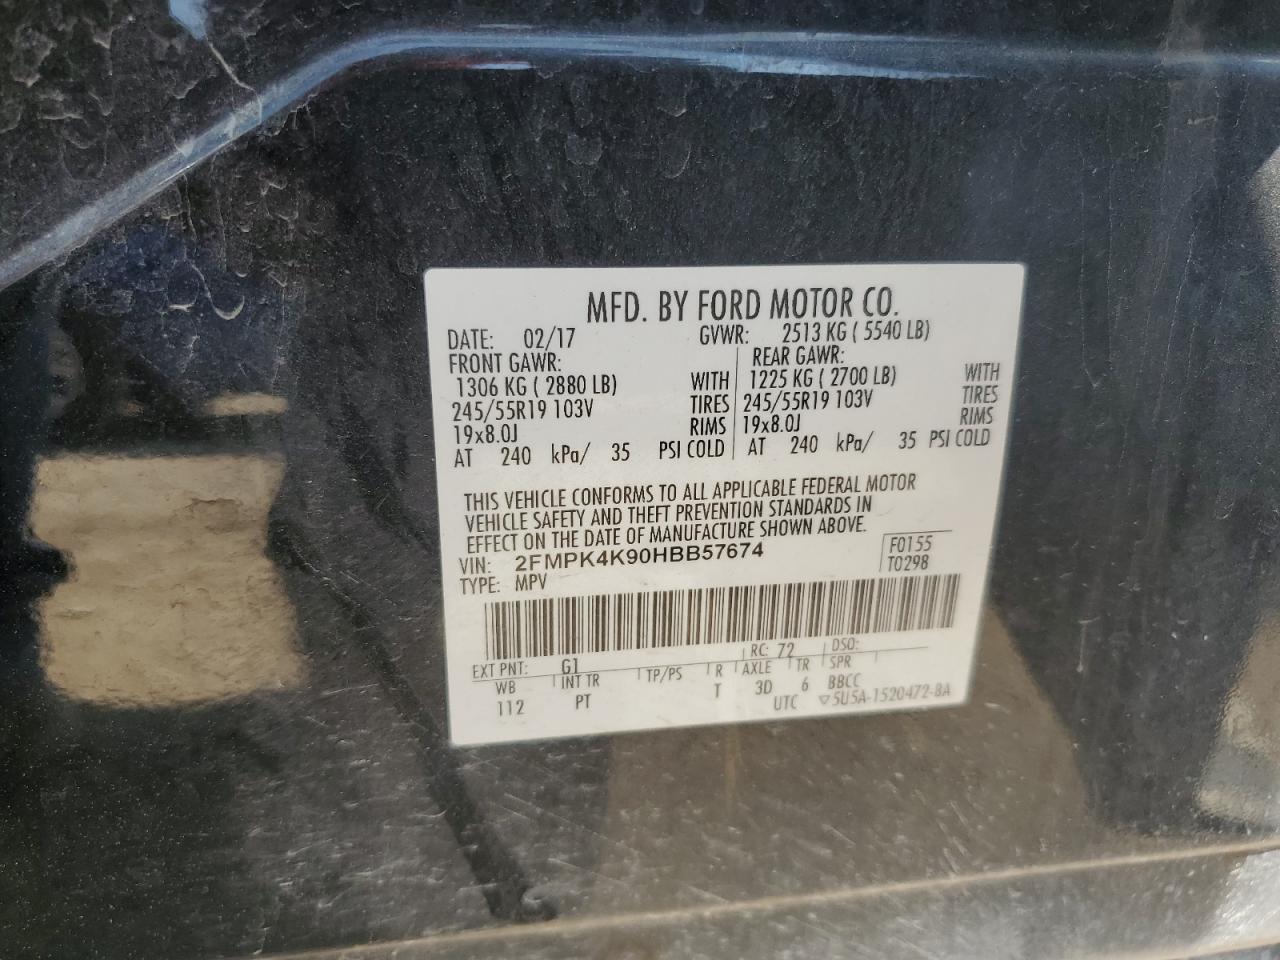 MFD. BY FORD MOTOR CO.
DATE: 02/17 GVWR: 2513 KG ( 5540 LB)
FRONT GAWR: REAR GAWR:
1306 KG ( 2880 LB) WITH 1225 KG ( 2700 LB) WITH
245/55R19 103V TIRES 245/55R19 103V TIRES
19x8.0J RIMS 19x8.0J RIMS
AT 240 kPa/ 35 PSI COLD AT 240 kPa/ 35 PSI COLD
THIS VEHICLE CONFORMS TO ALL APPLICABLE FEDERAL MOTOR
VEHICLE SAFETY AND THEFT PREVENTION STANDARDS IN
EFFECT ON THE DATE OF MANUFACTURE SHOWN ABOVE.
VIN: 2FMPK4K90HBB57674 F0155
TYPE: MPV T0298
EXT PNT: G1 RC: 72 DSO:
WB INT TR TP/PS R AXLE TR SPR
112 PT T 3D 6 BBCC
UTC ▽5U5A-1520472-BA